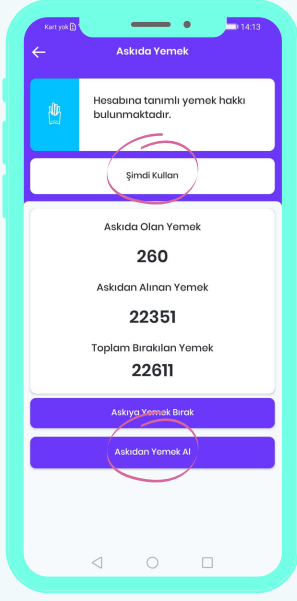 Kart yok
14:13
Askıda Yemek
Hesabına tanımlı yemek hakkı
bulunmaktadır.
Şimdi Kullan
Askıda Olan Yemek
260
Askıdan Alınan Yemek
22351
Toplam Bırakılan Yemek
22611
Askıya Yemek Bırak
Askıdan Yemek Al